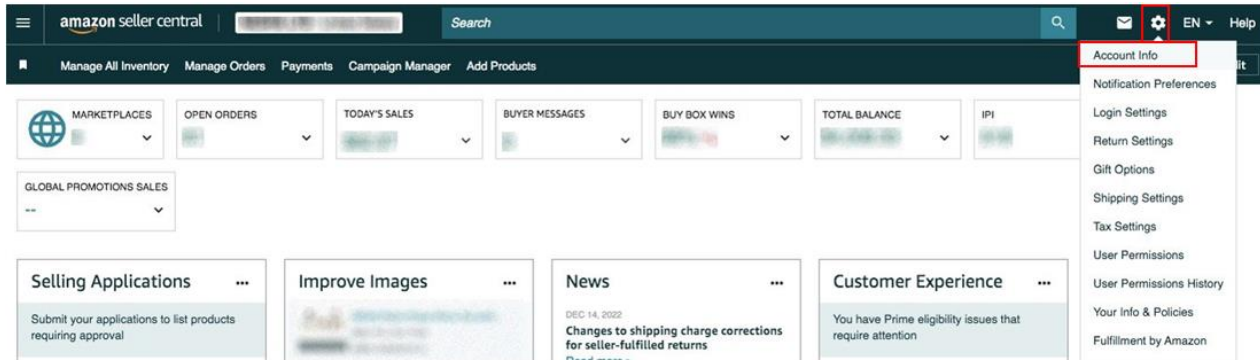 amazon seller central
Search
EN
Help
Manage All Inventory Manage Orders Payments Campaign Manager Add Products
Account Info
Notification Preferences
Login Settings
Return Settings
Gift Options
Shipping Settings
Tax Settings
User Permissions
User Permissions History
Your Info & Policies
Fulfillment by Amazon
MARKETPLACES
OPEN ORDERS
TODAY'S SALES
BUYER MESSAGES
BUY BOX WINS
TOTAL BALANCE
IPI
GLOBAL PROMOTIONS SALES
--
Selling Applications
Submit your applications to list products
requiring approval
Improve Images
News
DEC 14, 2022
Changes to shipping charge corrections
for seller-fulfilled returns
Read more
Customer Experience
You have Prime eligibility issues that
require attention